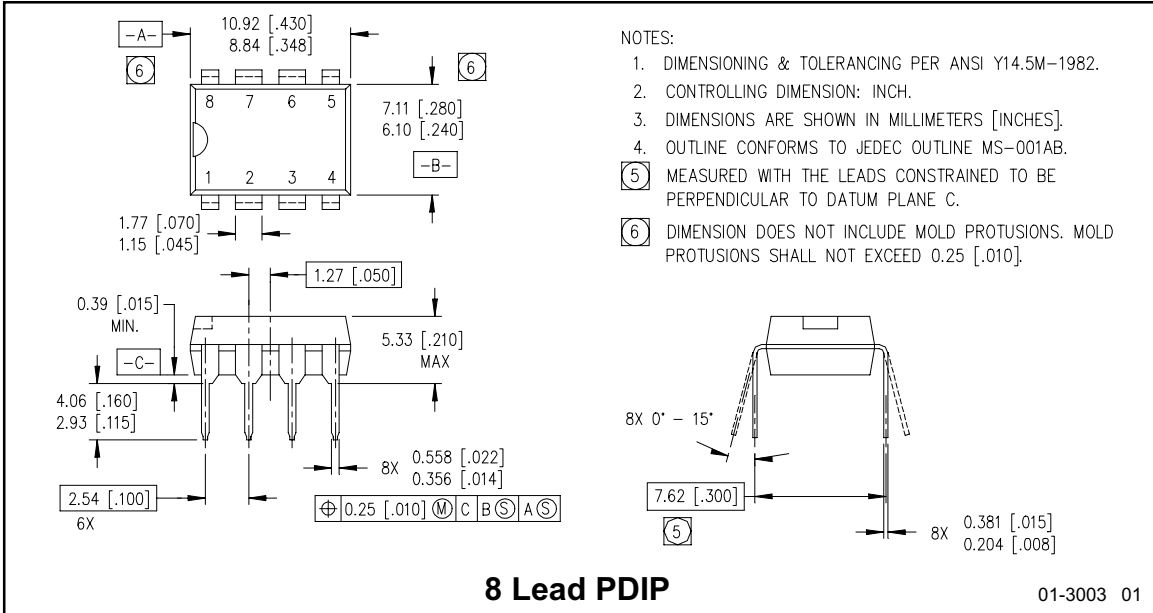 -A-
10.92 [.430]
8.84 [.348]
6
6
8 7 6 5
1 2 3 4
7.11 [.280]
6.10 [.240]
-B-
1.77 [.070]
1.15 [.045]
1.27 [.050]
0.39 [.015]
MIN.
-C-
5.33 [.210]
MAX
4.06 [.160]
2.93 [.115]
2.54 [.100]
6X
8X 0.558 [.022]
0.356 [.014]
⌖ 0.25 [.010] Ⓜ C B Ⓢ A Ⓢ
NOTES:
1. DIMENSIONING & TOLERANCING PER ANSI Y14.5M-1982.
2. CONTROLLING DIMENSION: INCH.
3. DIMENSIONS ARE SHOWN IN MILLIMETERS [INCHES].
4. OUTLINE CONFORMS TO JEDEC OUTLINE MS-001AB.
5 MEASURED WITH THE LEADS CONSTRAINED TO BE
PERPENDICULAR TO DATUM PLANE C.
6 DIMENSION DOES NOT INCLUDE MOLD PROTUSIONS. MOLD
PROTUSIONS SHALL NOT EXCEED 0.25 [.010].
8X 0° - 15°
7.62 [.300]
5
8X 0.381 [.015]
0.204 [.008]
8 Lead PDIP
01-3003 01